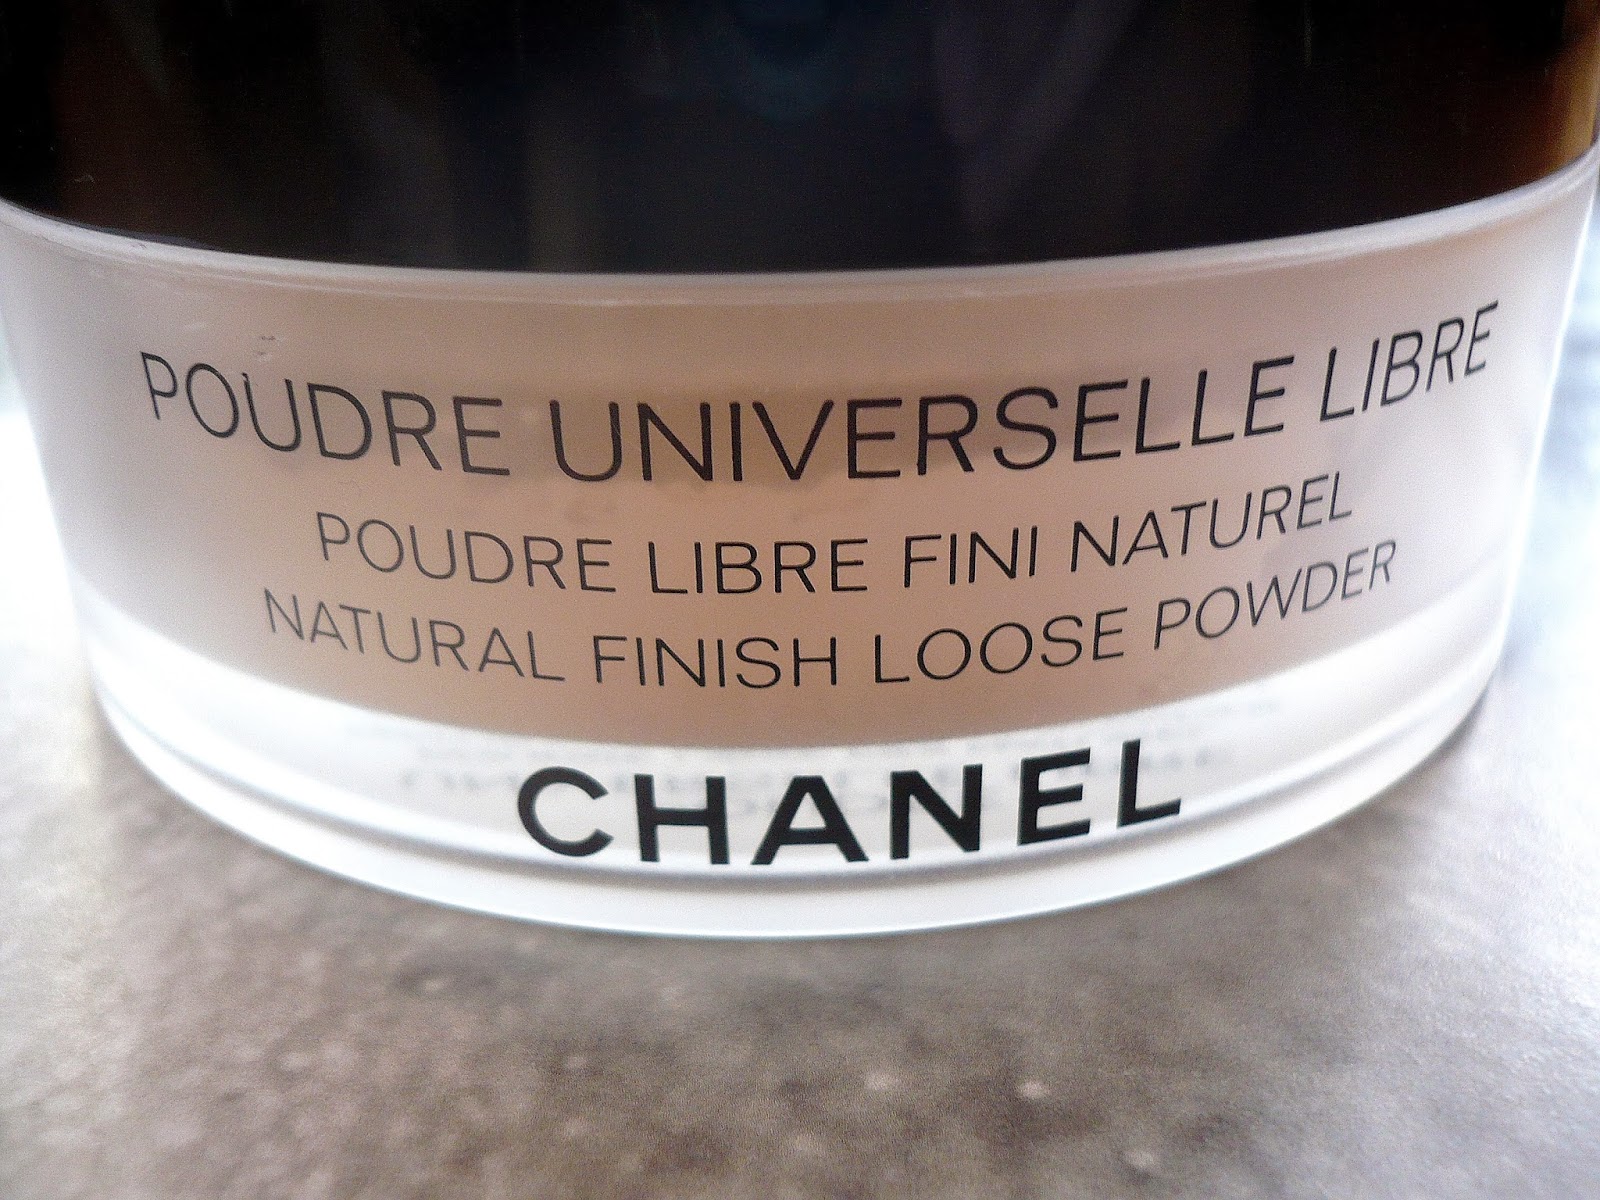 POUDRE UNIVERSELLE LIBRE
POUDRE LIBRE FINI NATUREL
NATURAL FINISH LOOSE POWDER
CHANEL